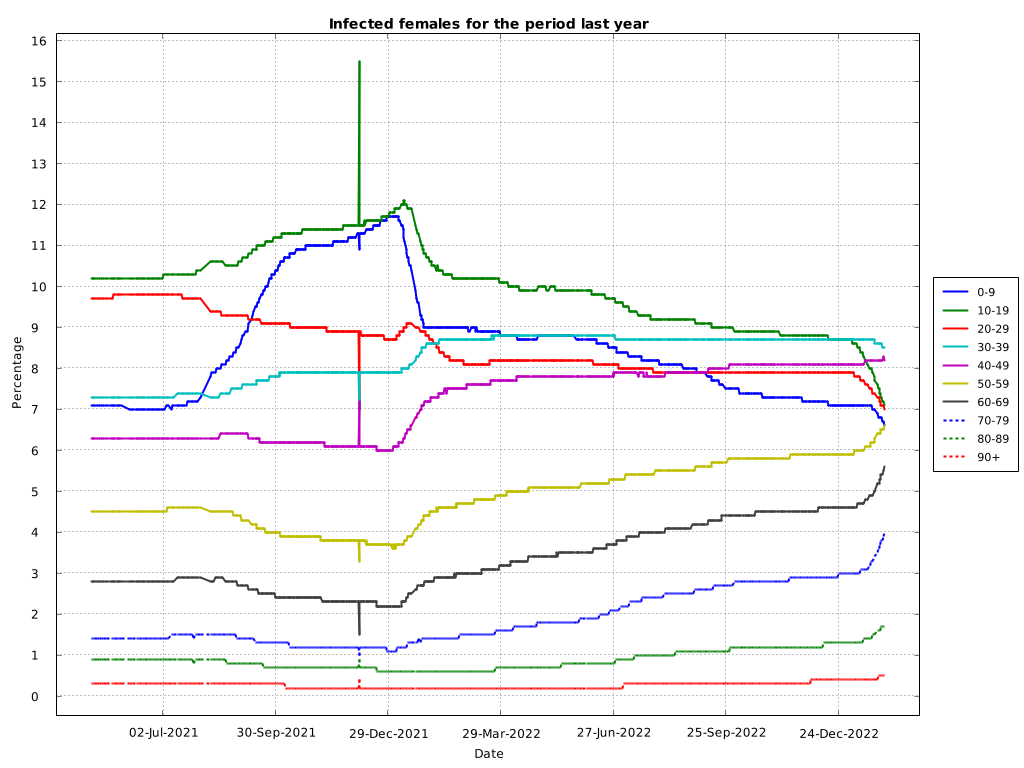 Infected females for the period last year
16
15
14
13
12
11
10
9
8
7
6
5
4
3
2
1
0
Percentage
02-Jul-2021
30-Sep-2021
29-Dec-2021
29-Mar-2022
27-Jun-2022
25-Sep-2022
24-Dec-2022
Date
0-9
10-19
20-29
30-39
40-49
50-59
60-69
70-79
80-89
90+